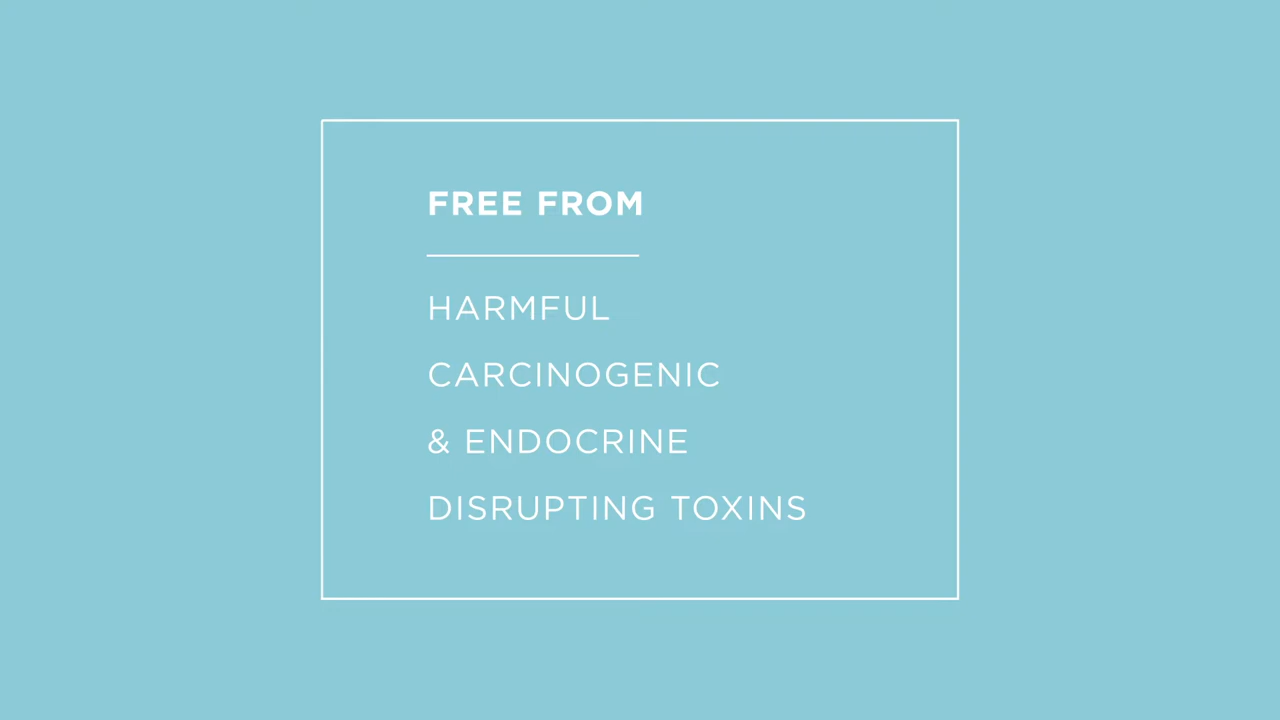 FREE FROM
HARMFUL
CARCINOGENIC
& ENDOCRINE
DISRUPTING TOXINS